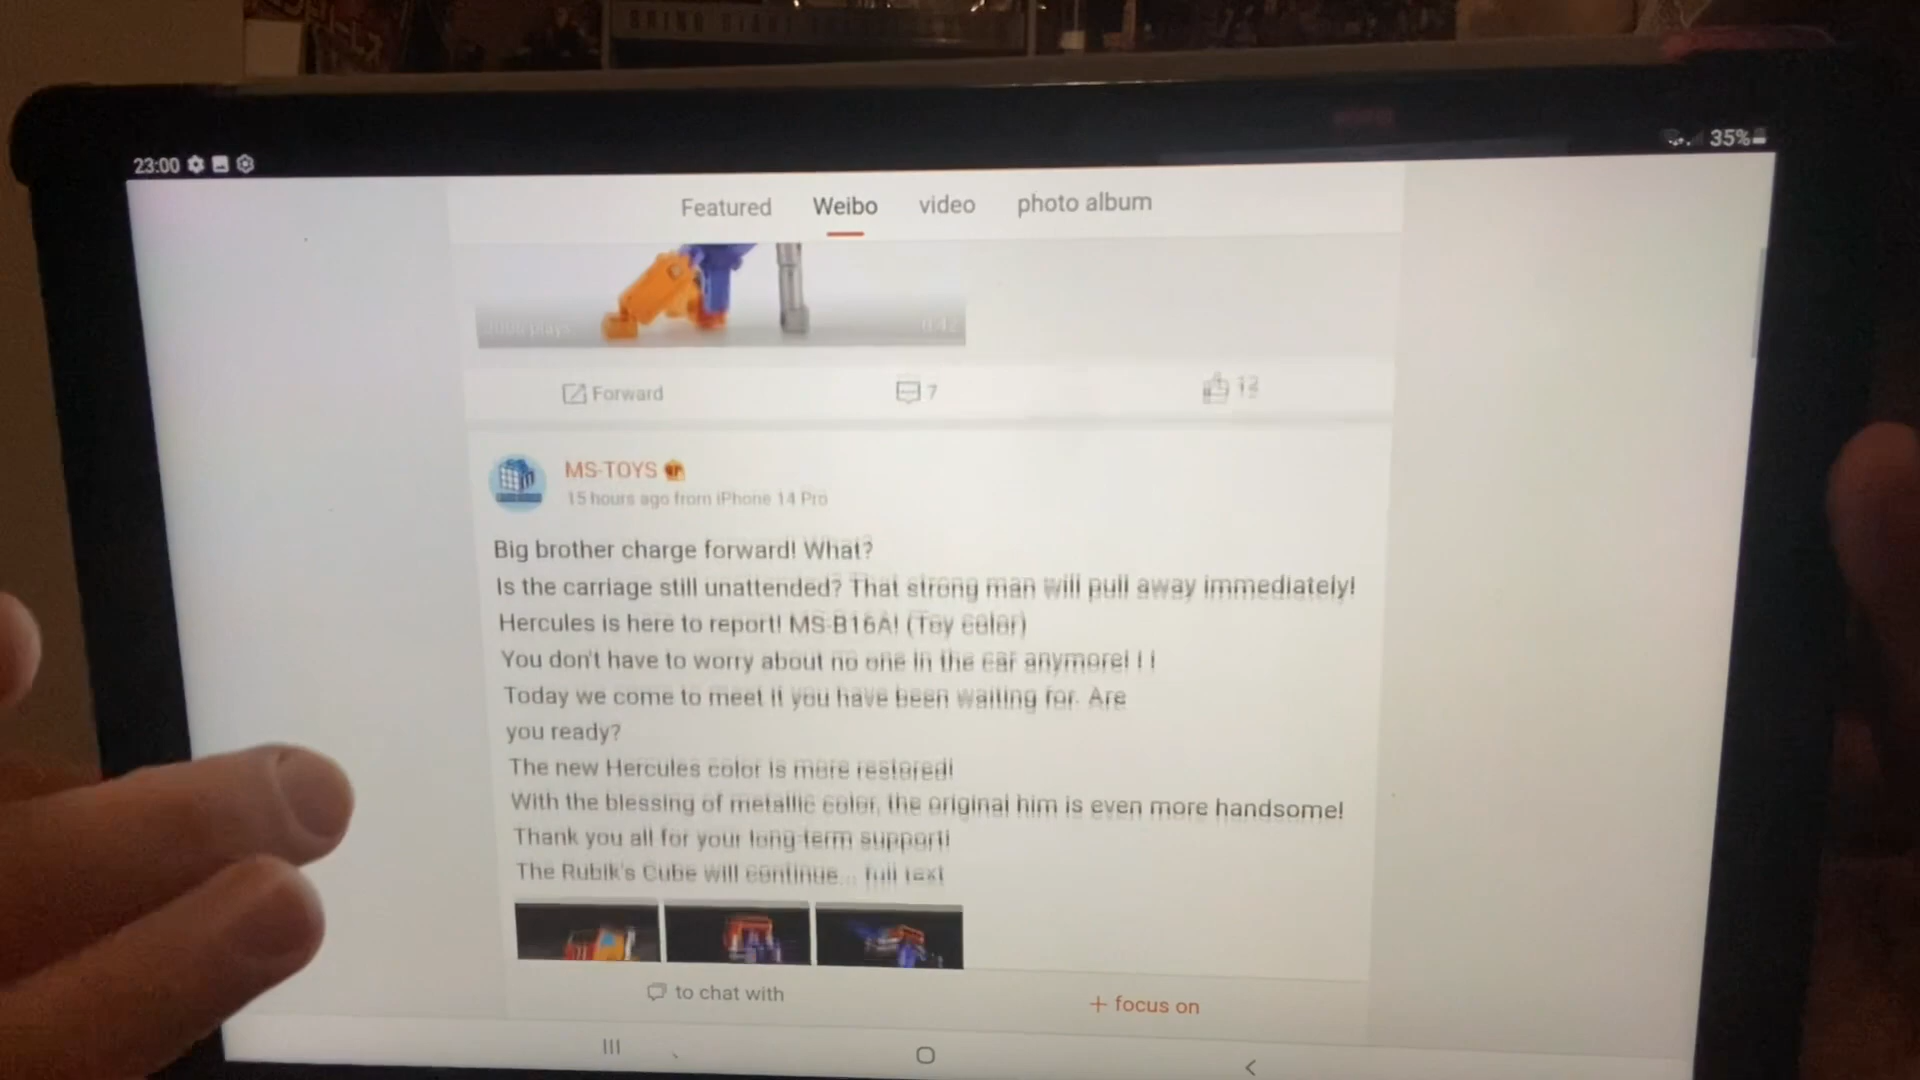 23:00
35%
Featured Weibo video photo album
Forward
7
12
MS-TOYS
15 hours ago from iPhone 14 Pro
Big brother charge forward! What?
Is the carriage still unattended? That strong man will pull away immediately!
Hercules is here to report! MS-B16A! (Toy color)
You don't have to worry about no one in the car anymore! ! !
Today we come to meet it you have been waiting for. Are
you ready?
The new Hercules color is more restored!
With the blessing of metallic color, the original him is even more handsome!
Thank you all for your long-term support!
The Rubik's Cube will continue... full text
to chat with
+ focus on